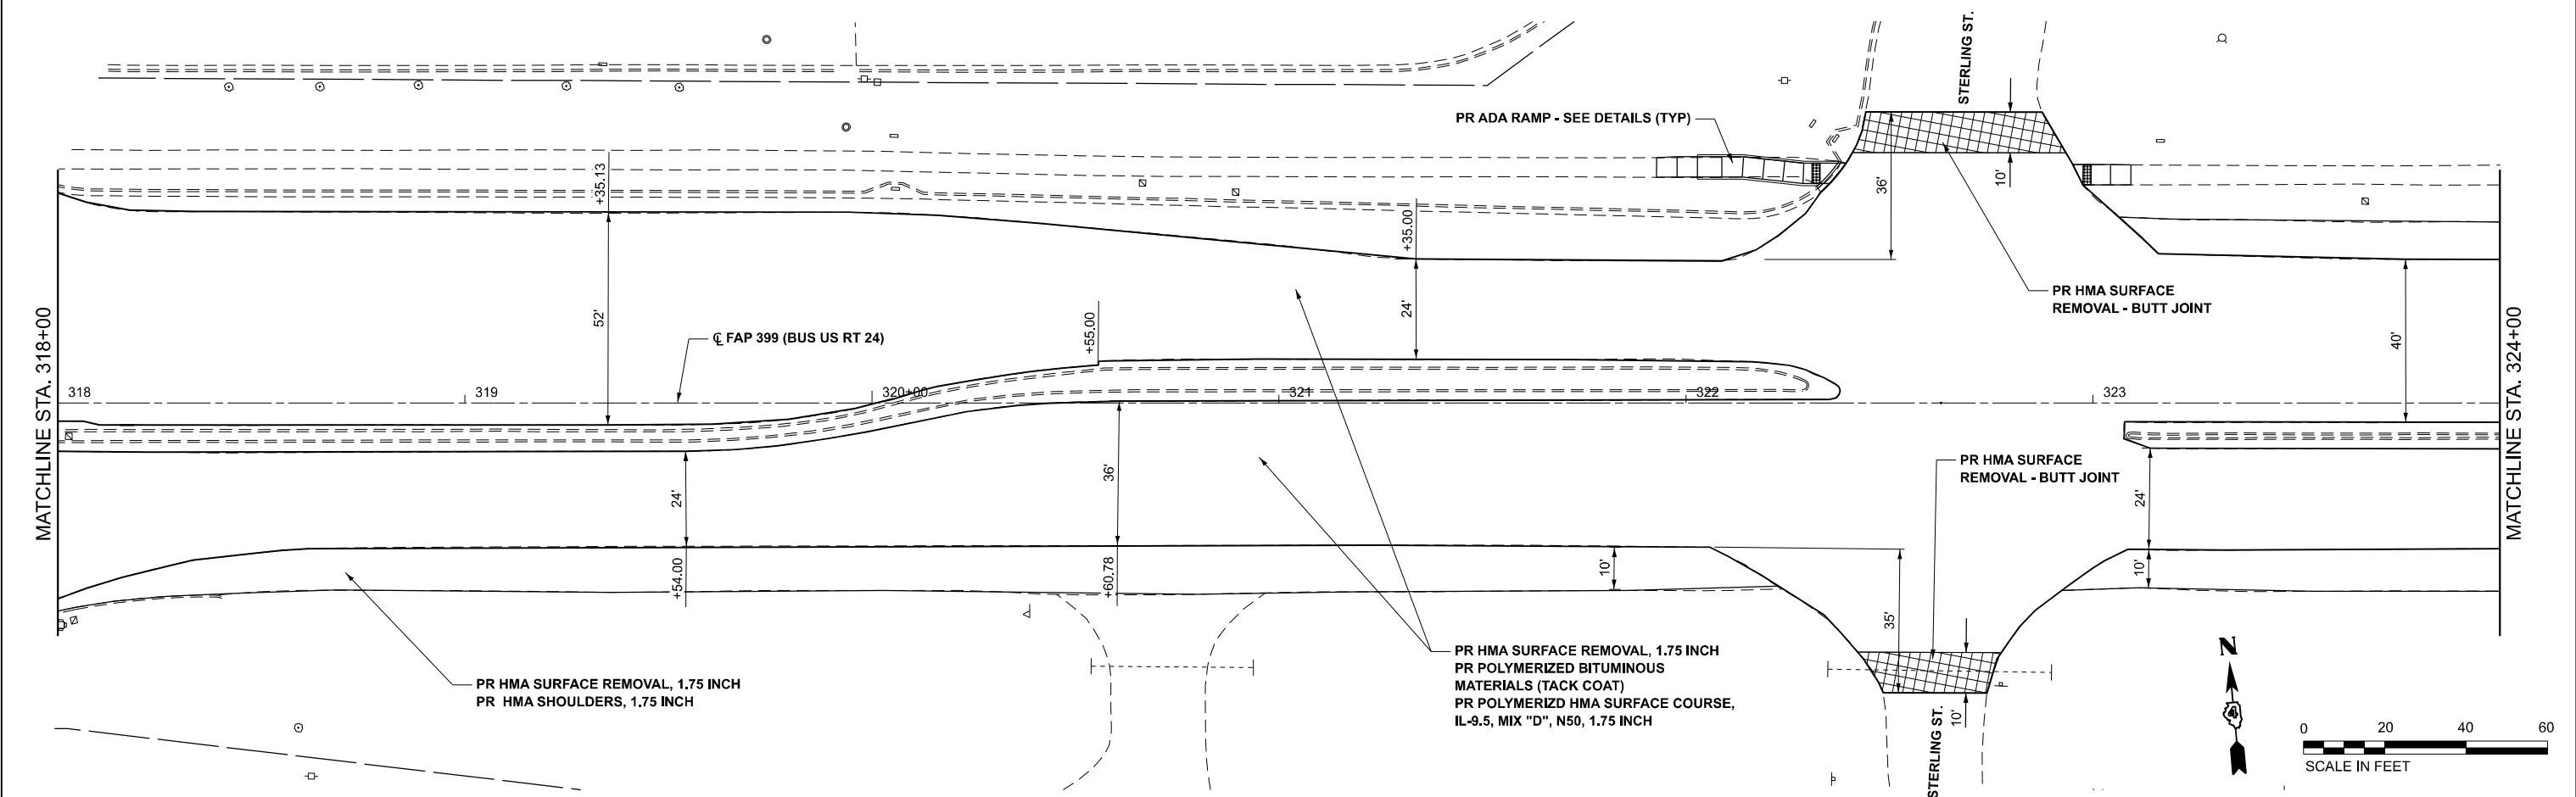 STERLING ST.
PR ADA RAMP - SEE DETAILS (TYP)
+35.13
36'
10'
+35.00
PR HMA SURFACE
REMOVAL - BUTT JOINT
52'
24'
+55.00
40'
℄ FAP 399 (BUS US RT 24)
MATCHLINE STA. 318+00
MATCHLINE STA. 324+00
318
319
320+00
321
322
323
24'
36'
PR HMA SURFACE
REMOVAL - BUTT JOINT
24'
+54.00
+60.78
10'
35'
10'
PR HMA SURFACE REMOVAL, 1.75 INCH
PR HMA SHOULDERS, 1.75 INCH
PR HMA SURFACE REMOVAL, 1.75 INCH
PR POLYMERIZED BITUMINOUS
MATERIALS (TACK COAT)
PR POLYMERIZD HMA SURFACE COURSE,
IL-9.5, MIX "D", N50, 1.75 INCH
10'
STERLING ST.
N
4
0 20 40 60
SCALE IN FEET